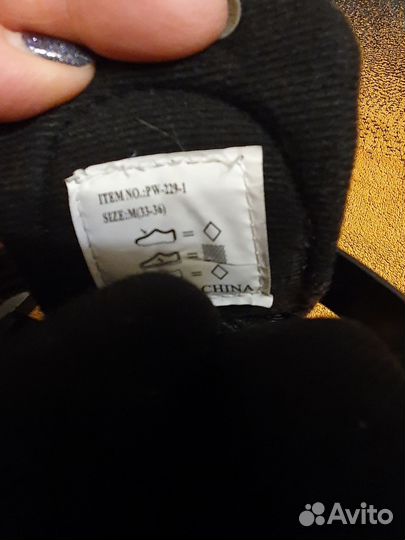 ITEM NO.:PW-229-1
SIZE:M(33-36)
=
=
=
CHINA
Avito